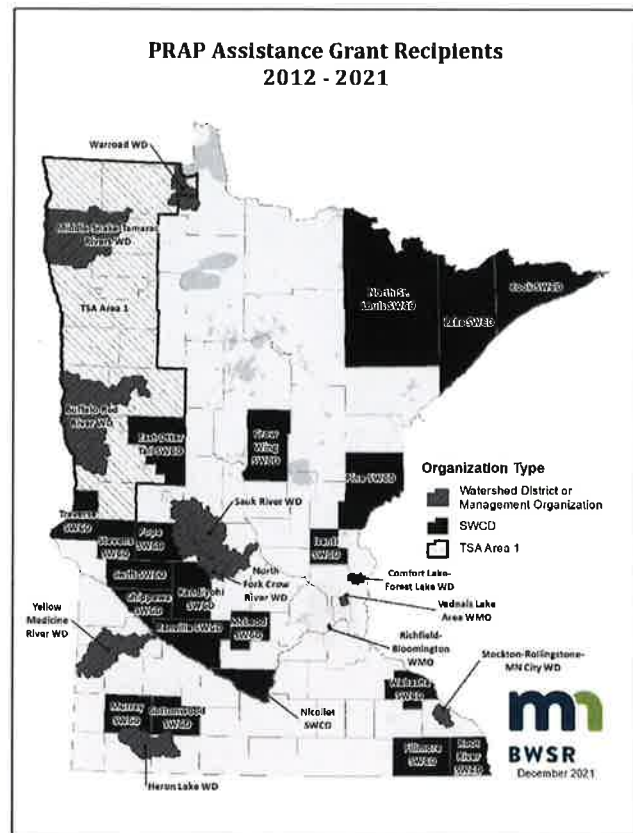 PRAP Assistance Grant Recipients
2012 - 2021
Warroad WD
Middle-Snake-Tamarac
Rivers WD
North St.
Louis SWCD
Lake SWCD
Cook SWCD
TSA Area 1
Buffalo-Red
River WD
East Otter
Tail SWCD
Crow
Wing
SWCD
Pine SWCD
Organization Type
Watershed District or
Management Organization
SWCD
TSA Area 1
Traverse
SWCD
Stevens
SWCD
Pope
SWCD
Sauk River WD
Isanti
SWCD
North
Fork Crow
River WD
Comfort Lake-
Forest Lake WD
Swift SWCD
Chippewa
SWCD
Kandiyohi
SWCD
Vadnais Lake
Area WMO
Yellow
Medicine
River WD
Renville SWCD
McLeod
SWCD
Richfield-
Bloomington
WMO
Stockton-Rollingstone-
MN City WD
Wabasha
SWCD
Murray
SWCD
Cottonwood
SWCD
Nicollet
SWCD
Fillmore
SWCD
Root
River
SWCD
Heron Lake WD
mn
BWSR
December 2021